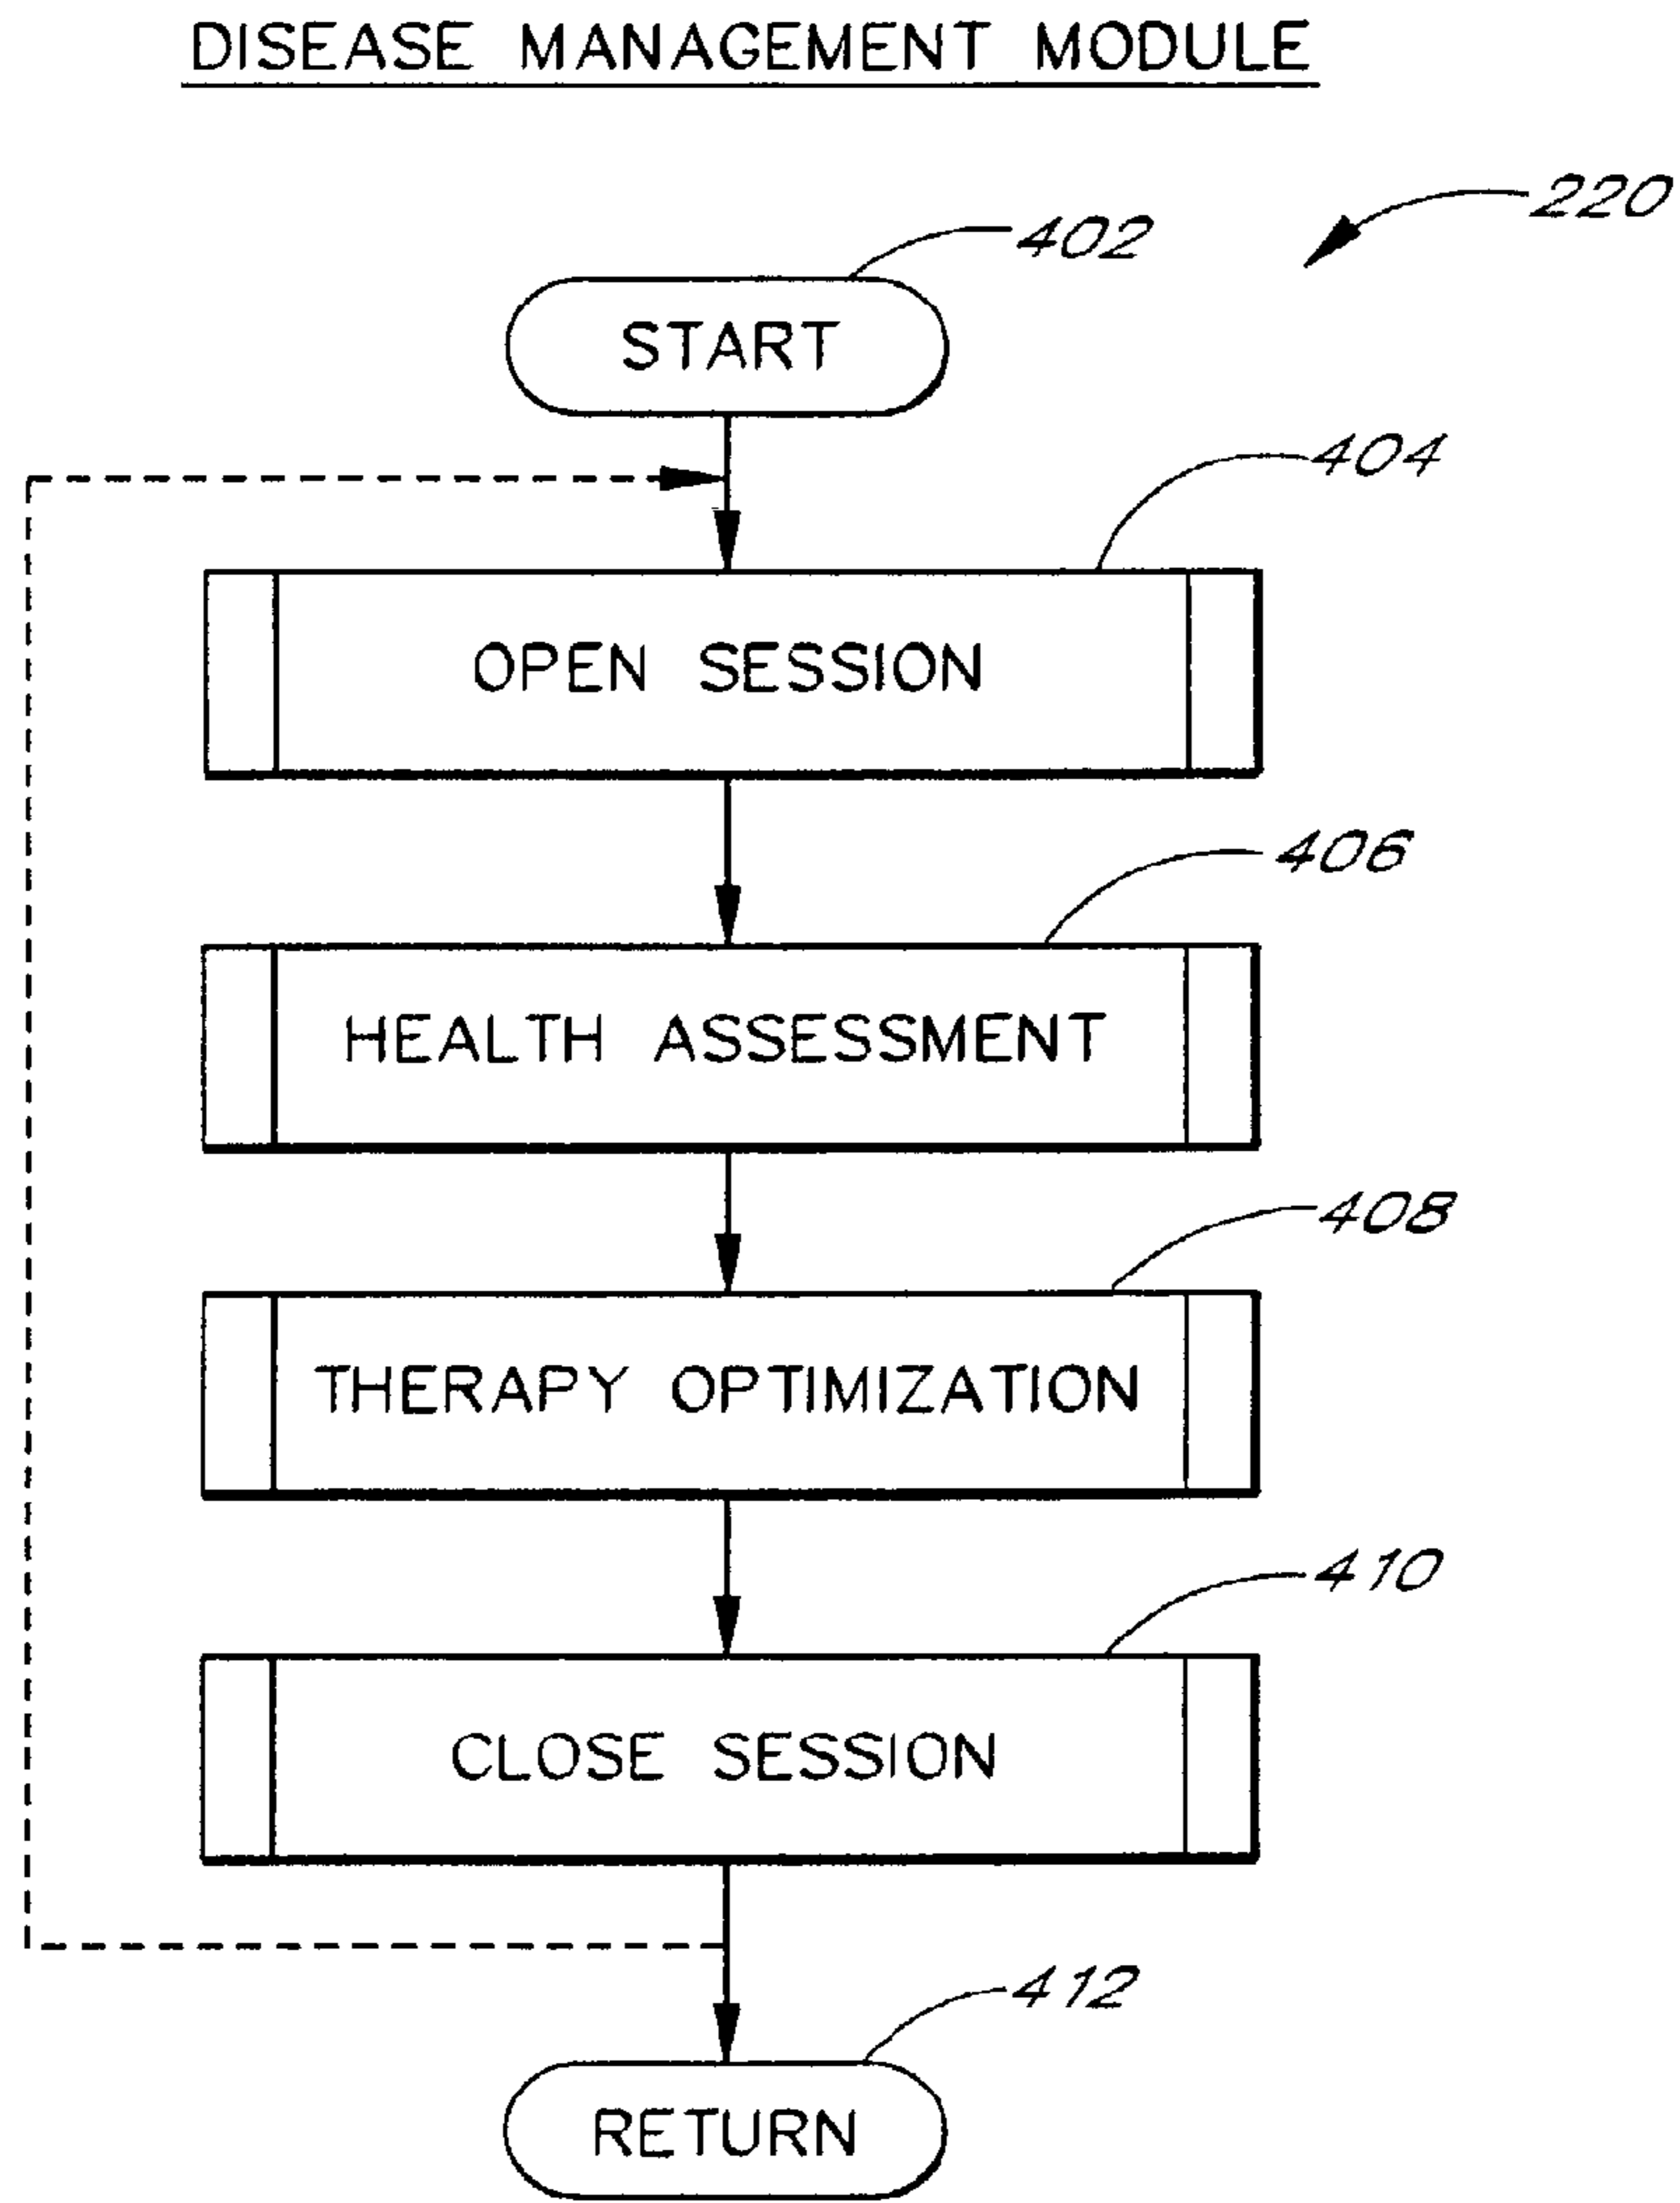 DISEASE MANAGEMENT MODULE
220
402
START
404
OPEN SESSION
406
HEALTH ASSESSMENT
408
THERAPY OPTIMIZATION
410
CLOSE SESSION
412
RETURN